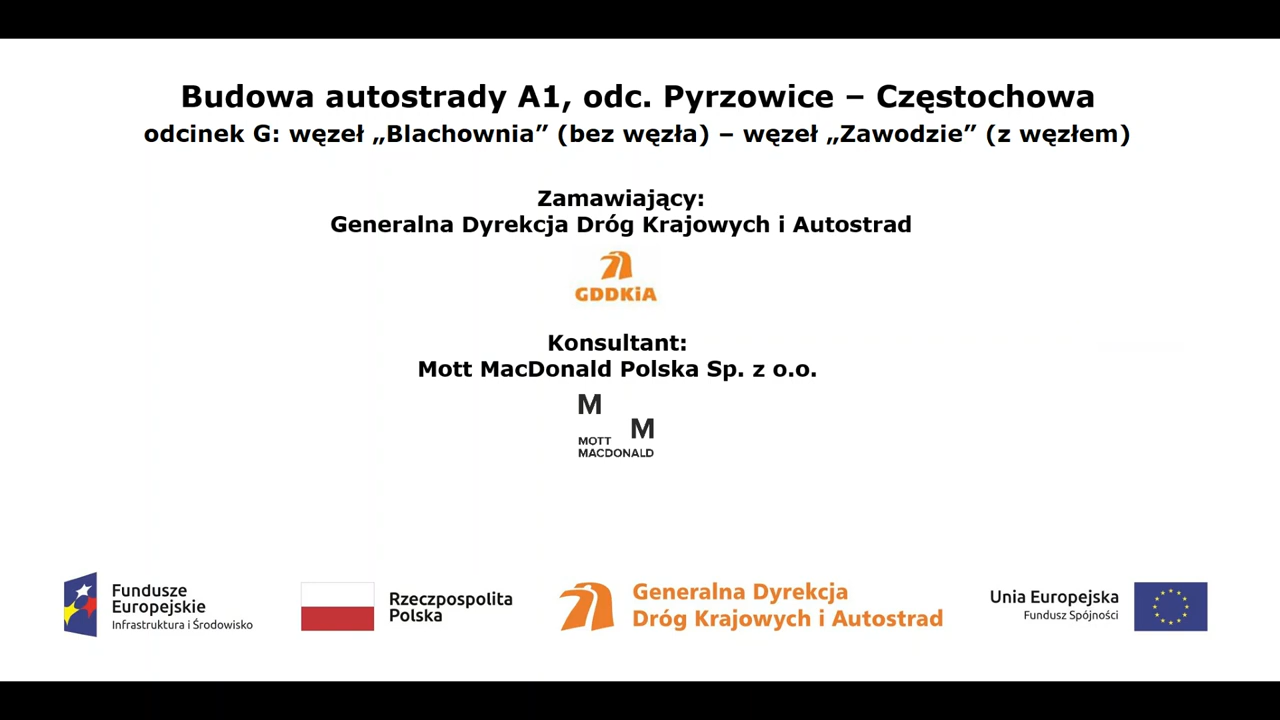 Budowa autostrady A1, odc. Pyrzowice – Częstochowa
odcinek G: węzeł „Blachownia” (bez węzła) – węzeł „Zawodzie” (z węzłem)
Zamawiający:
Generalna Dyrekcja Dróg Krajowych i Autostrad
GDDKiA
Konsultant:
Mott MacDonald Polska Sp. z o.o.
M
M
MOTT
MACDONALD
Fundusze
Europejskie
Infrastruktura i Środowisko
Rzeczpospolita
Polska
Generalna Dyrekcja
Dróg Krajowych i Autostrad
Unia Europejska
Fundusz Spójności